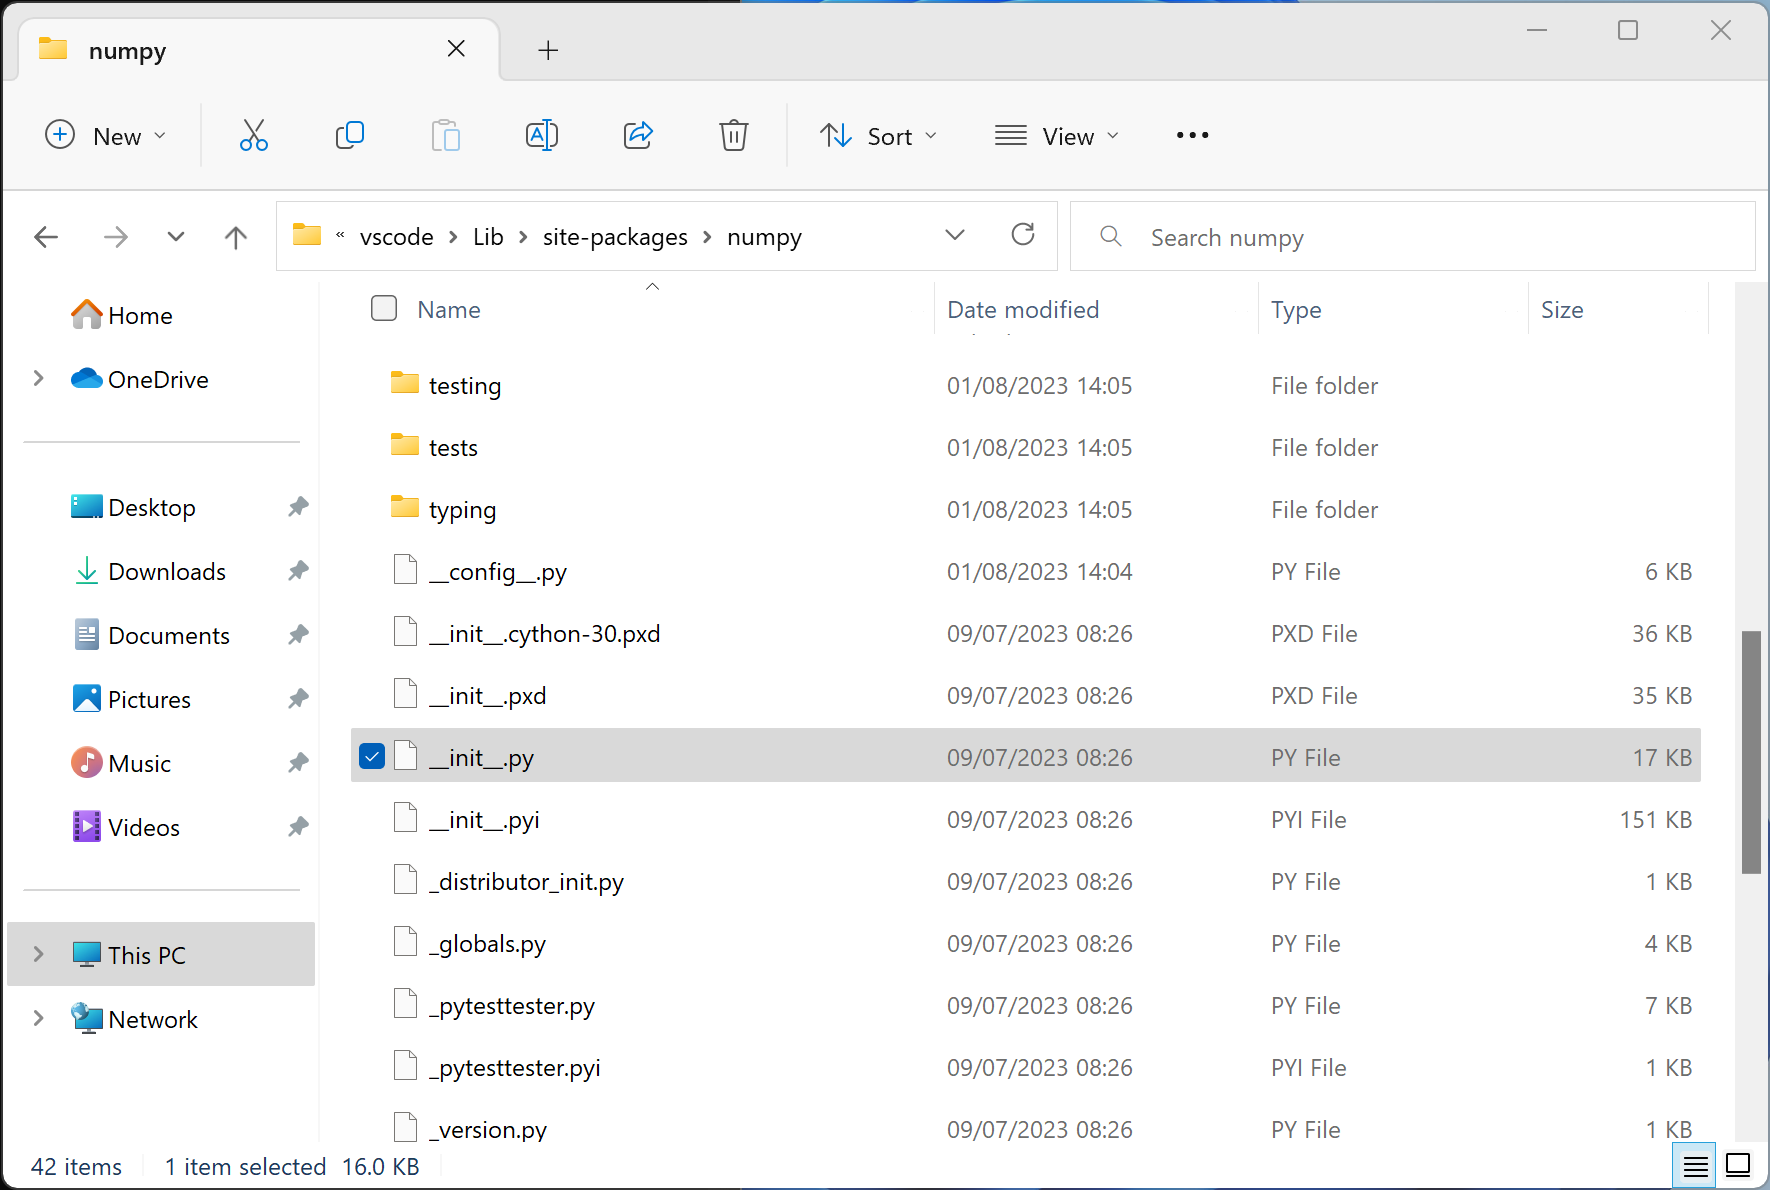 numpy
New
Sort
View
« vscode > Lib > site-packages > numpy
Search numpy
Home
OneDrive
Desktop
Downloads
Documents
Pictures
Music
Videos
This PC
Network
Name Date modified Type Size
testing 01/08/2023 14:05 File folder
tests 01/08/2023 14:05 File folder
typing 01/08/2023 14:05 File folder
__config__.py 01/08/2023 14:04 PY File 6 KB
__init__.cython-30.pxd 09/07/2023 08:26 PXD File 36 KB
__init__.pxd 09/07/2023 08:26 PXD File 35 KB
__init__.py 09/07/2023 08:26 PY File 17 KB
__init__.pyi 09/07/2023 08:26 PYI File 151 KB
_distributor_init.py 09/07/2023 08:26 PY File 1 KB
_globals.py 09/07/2023 08:26 PY File 4 KB
_pytesttester.py 09/07/2023 08:26 PY File 7 KB
_pytesttester.pyi 09/07/2023 08:26 PYI File 1 KB
_version.py 09/07/2023 08:26 PY File 1 KB
42 items 1 item selected 16.0 KB